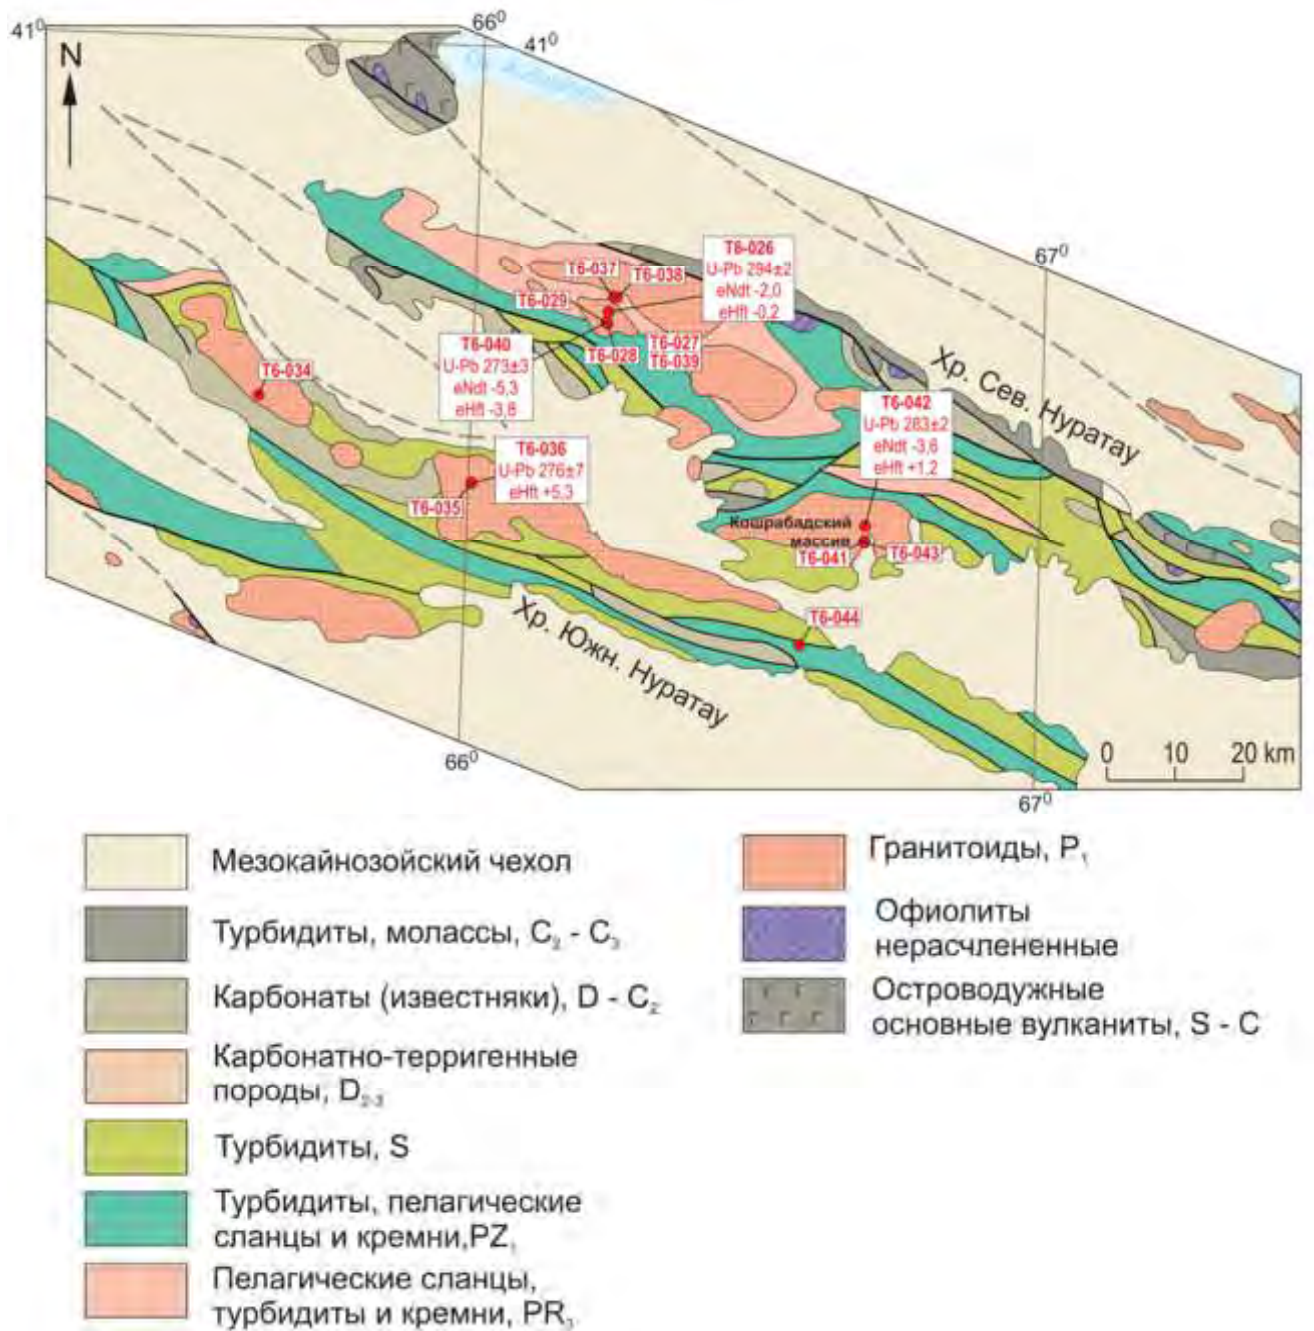 41⁰
66⁰
41⁰
N
67⁰
T6-026
U-Pb 294±2
eNdt -2,0
eHft -0,2
T6-037
T6-038
T6-029
T6-040
U-Pb 273±3
eNdt -5,3
eHft -3,8
T6-028
T6-027
T6-039
T6-034
Хр. Сев. Нуратау
T6-042
U-Pb 283±2
eNdt -3,6
eHft +1,2
T6-036
U-Pb 276±7
eHft +5,3
T6-035
Кошрабадский
массив
T6-041
T6-043
T6-044
Хр. Южн. Нуратау
66⁰
0 10 20 km
67⁰
Мезокайнозойский чехол
Турбидиты, молассы, C₂ - C₃
Карбонаты (известняки), D - C₂
Карбонатно-терригенные
породы, D₂₋₃
Турбидиты, S
Турбидиты, пелагические
сланцы и кремни,PZ₁
Пелагические сланцы,
турбидиты и кремни, PR₃
Гранитоиды, P₁
Офиолиты
нерасчлененные
Островодужные
основные вулканиты, S - C